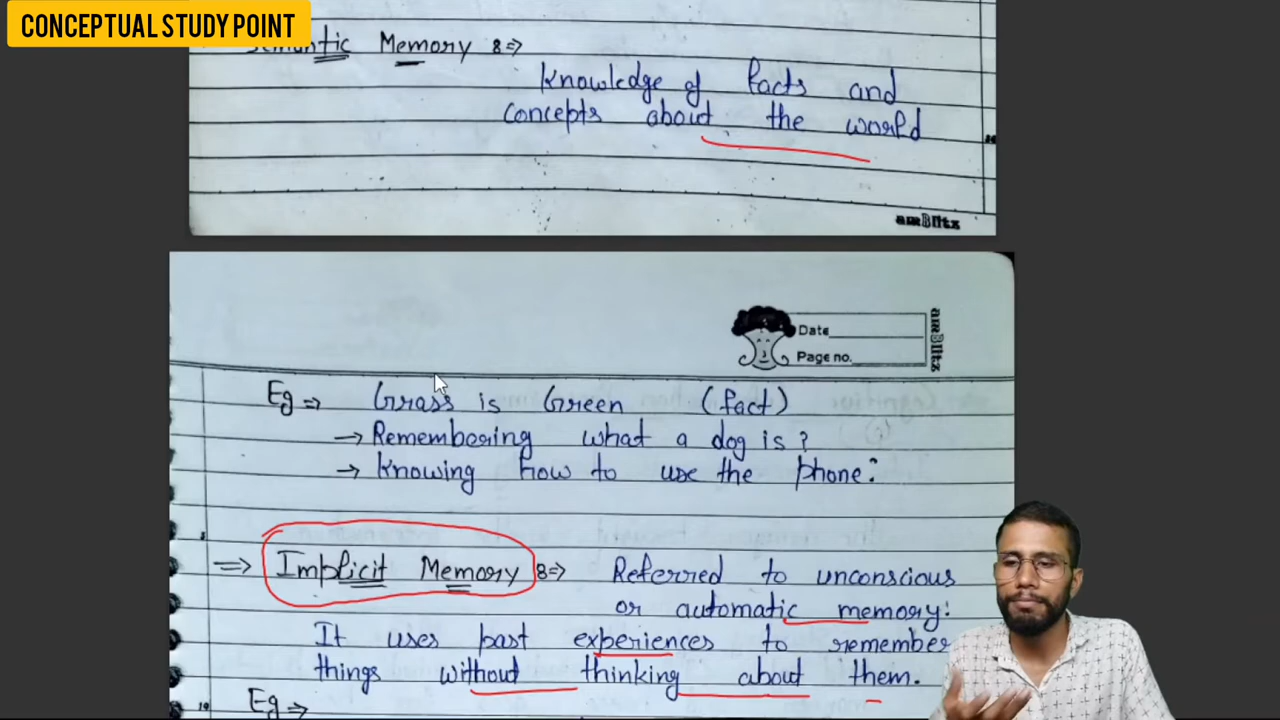 CONCEPTUAL STUDY POINT
Semantic Memory :⇒
Knowledge of facts and
concepts about the world
amBlitz
Date
Page no.
amBlitz
Eg ⇒ Grass is Green (fact)
→ Remembering what a dog is?
→ Knowing how to use the phone?
⇒ Implicit Memory :⇒ Referred to unconscious
or automatic memory.
It uses past experiences to remember
things without thinking about them.
Eg ⇒